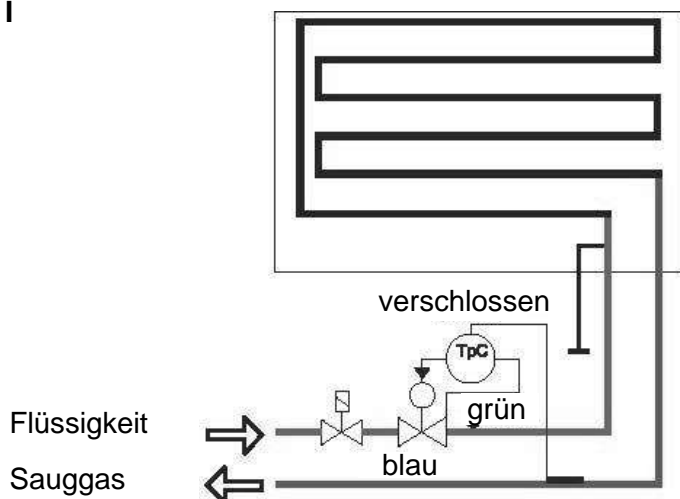 I
verschlossen
TpC
grün
Flüssigkeit
blau
Sauggas